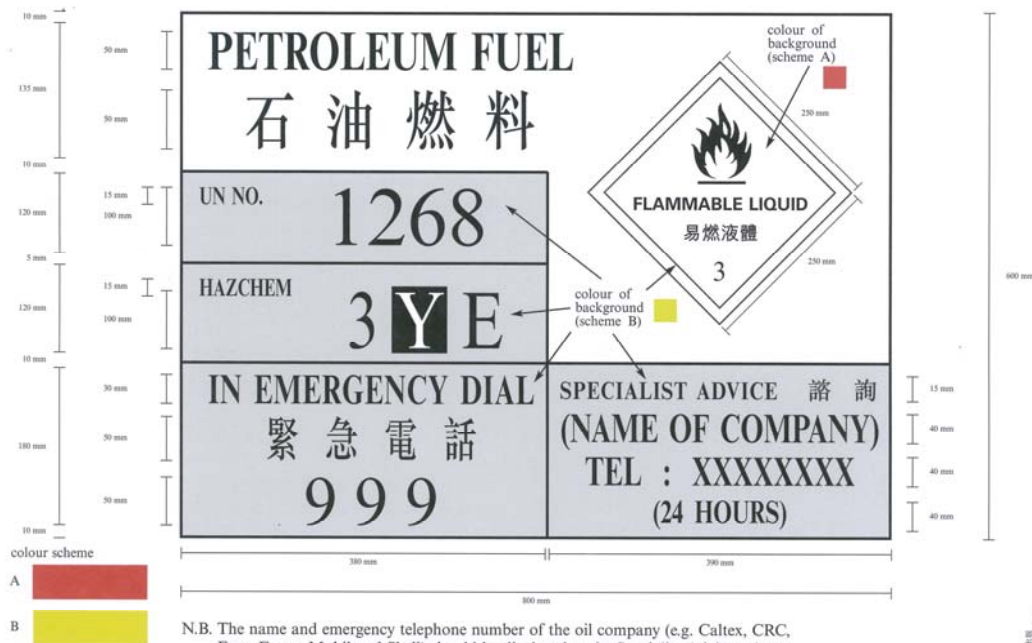 PETROLEUM FUEL
石油燃料
UN NO.
1268
HAZCHEM
3 Y E
IN EMERGENCY DIAL
緊急電話
999
colour of
background
(scheme A)
FLAMMABLE LIQUID
易燃液體
3
250 mm
250 mm
colour of
background
(scheme B)
SPECIALIST ADVICE 諮詢
(NAME OF COMPANY)
TEL : XXXXXXXX
(24 HOURS)
10 mm
135 mm
10 mm
120 mm
5 mm
120 mm
10 mm
180 mm
10 mm
50 mm
50 mm
15 mm
100 mm
15 mm
100 mm
30 mm
50 mm
50 mm
15 mm
40 mm
40 mm
40 mm
600 mm
380 mm
390 mm
800 mm
colour scheme
A
B
N.B. The name and emergency telephone number of the oil company (e.g. Caltex, CRC,